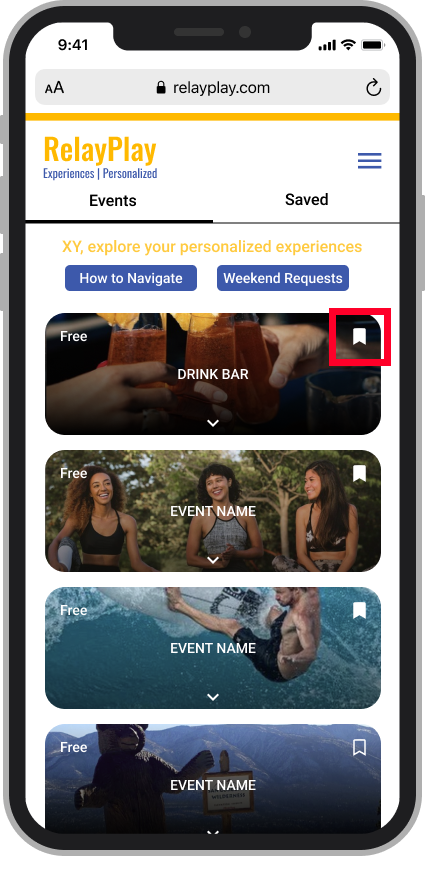 9:41
AA
relayplay.com
RelayPlay
Experiences | Personalized
Events
Saved
XY, explore your personalized experiences
How to Navigate
Weekend Requests
Free
DRINK BAR
Free
EVENT NAME
Free
EVENT NAME
Free
EVENT NAME